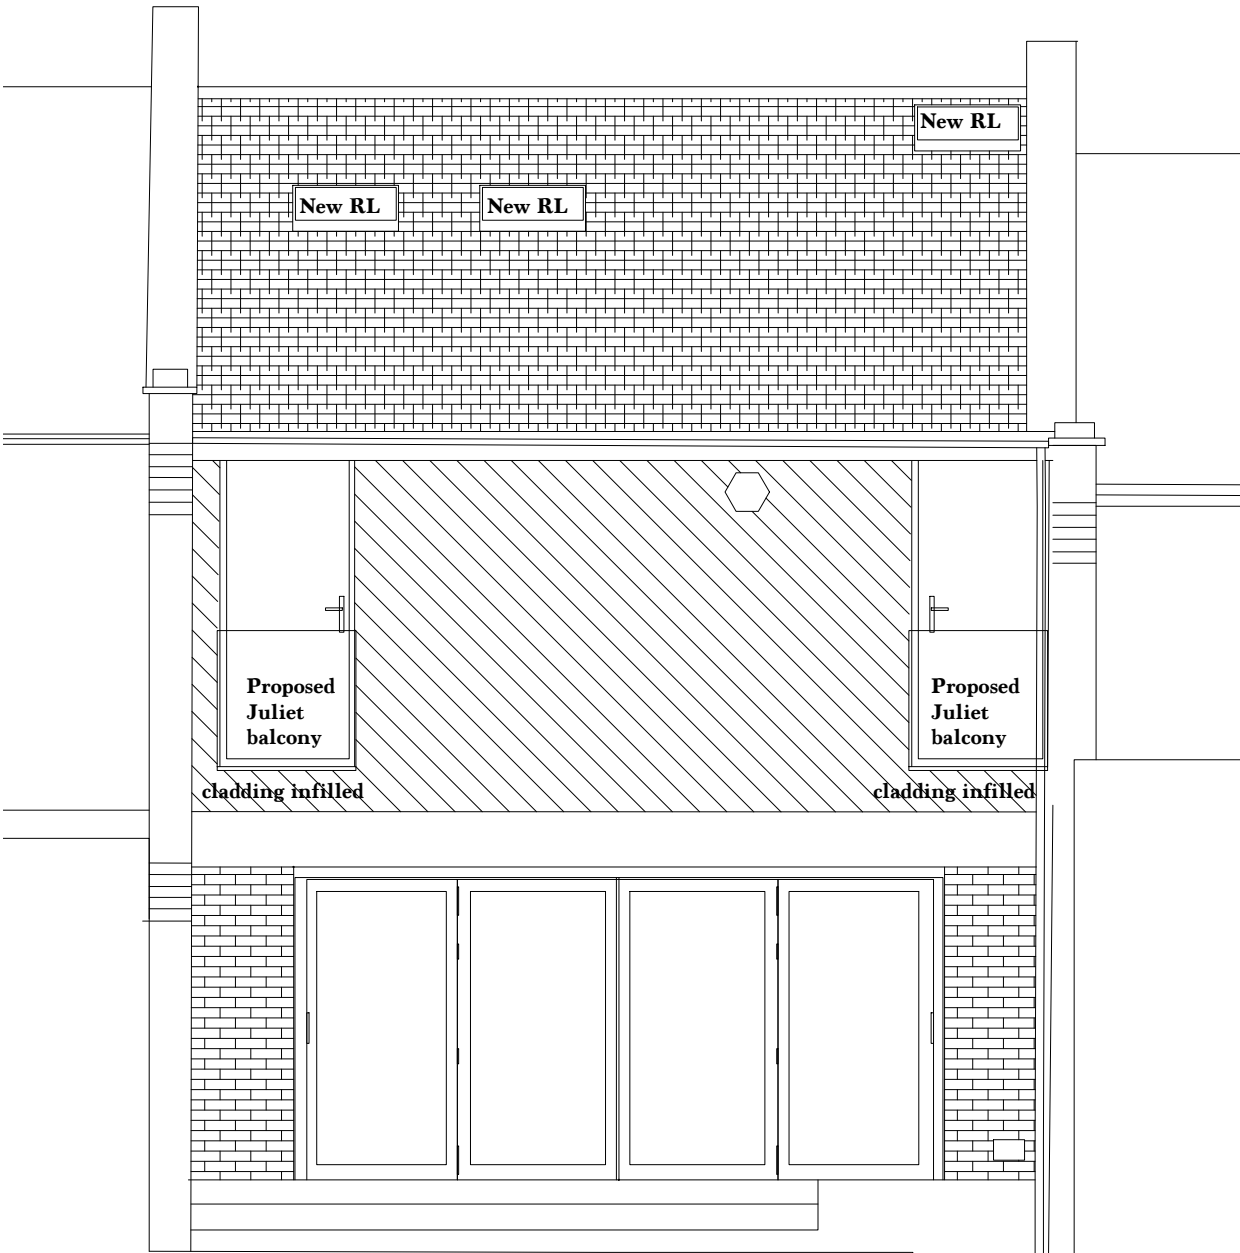 New RL
New RL
New RL
Proposed
Juliet
balcony
Proposed
Juliet
balcony
cladding infilled
cladding infilled